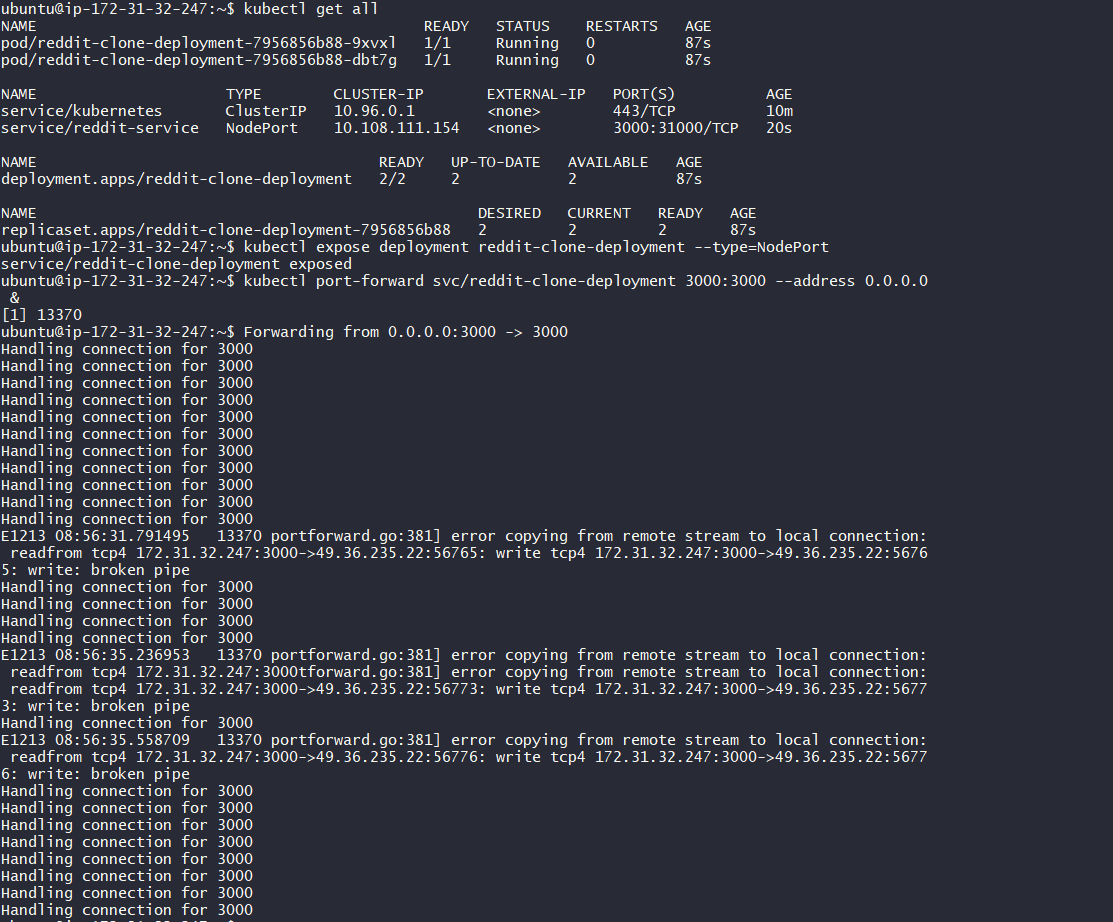 ubuntu@ip-172-31-32-247:~$ kubectl get all
NAME READY STATUS RESTARTS AGE
pod/reddit-clone-deployment-7956856b88-9xvxl 1/1 Running 0 87s
pod/reddit-clone-deployment-7956856b88-dbt7g 1/1 Running 0 87s
NAME TYPE CLUSTER-IP EXTERNAL-IP PORT(S) AGE
service/kubernetes ClusterIP 10.96.0.1 <none> 443/TCP 10m
service/reddit-service NodePort 10.108.111.154 <none> 3000:31000/TCP 20s
NAME READY UP-TO-DATE AVAILABLE AGE
deployment.apps/reddit-clone-deployment 2/2 2 2 87s
NAME DESIRED CURRENT READY AGE
replicaset.apps/reddit-clone-deployment-7956856b88 2 2 2 87s
ubuntu@ip-172-31-32-247:~$ kubectl expose deployment reddit-clone-deployment --type=NodePort
service/reddit-clone-deployment exposed
ubuntu@ip-172-31-32-247:~$ kubectl port-forward svc/reddit-clone-deployment 3000:3000 --address 0.0.0.0
&
[1] 13370
ubuntu@ip-172-31-32-247:~$ Forwarding from 0.0.0.0:3000 -> 3000
Handling connection for 3000
Handling connection for 3000
Handling connection for 3000
Handling connection for 3000
Handling connection for 3000
Handling connection for 3000
Handling connection for 3000
Handling connection for 3000
Handling connection for 3000
Handling connection for 3000
Handling connection for 3000
E1213 08:56:31.791495 13370 portforward.go:381] error copying from remote stream to local connection:
readfrom tcp4 172.31.32.247:3000->49.36.235.22:56765: write tcp4 172.31.32.247:3000->49.36.235.22:5676
5: write: broken pipe
Handling connection for 3000
Handling connection for 3000
Handling connection for 3000
Handling connection for 3000
E1213 08:56:35.236953 13370 portforward.go:381] error copying from remote stream to local connection:
readfrom tcp4 172.31.32.247:3000tforward.go:381] error copying from remote stream to local connection:
readfrom tcp4 172.31.32.247:3000->49.36.235.22:56773: write tcp4 172.31.32.247:3000->49.36.235.22:5677
3: write: broken pipe
Handling connection for 3000
E1213 08:56:35.558709 13370 portforward.go:381] error copying from remote stream to local connection:
readfrom tcp4 172.31.32.247:3000->49.36.235.22:56776: write tcp4 172.31.32.247:3000->49.36.235.22:5677
6: write: broken pipe
Handling connection for 3000
Handling connection for 3000
Handling connection for 3000
Handling connection for 3000
Handling connection for 3000
Handling connection for 3000
Handling connection for 3000
Handling connection for 3000